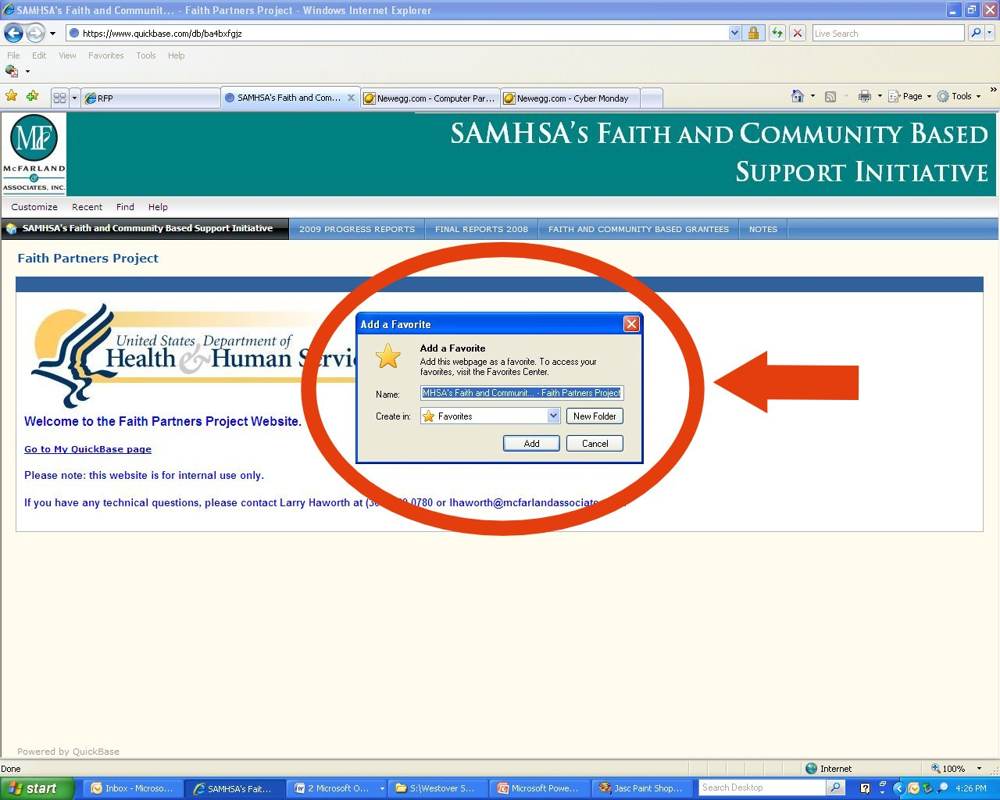 SAMHSA's Faith and Communit... - Faith Partners Project - Windows Internet Explorer
https://www.quickbase.com/db/ba4bxfgjz
Live Search
File Edit View Favorites Tools Help
RFP
SAMHSA's Faith and Com...
Newegg.com - Computer Par...
Newegg.com - Cyber Monday
Page
Tools
MCFARLAND
&
ASSOCIATES, INC.
SAMHSA'S FAITH AND COMMUNITY BASED
SUPPORT INITIATIVE
Customize Recent Find Help
SAMHSA's Faith and Community Based Support Initiative
2009 PROGRESS REPORTS
FINAL REPORTS 2008
FAITH AND COMMUNITY BASED GRANTEES
NOTES
Faith Partners Project
United States Department of
Health & Human Servi
Add a Favorite
Add a Favorite
Add this webpage as a favorite. To access your
favorites, visit the Favorites Center.
Name: MHSA's Faith and Communit... - Faith Partners Project
Create in: Favorites New Folder
Add Cancel
Welcome to the Faith Partners Project Website.
Go to My QuickBase page
Please note: this website is for internal use only.
If you have any technical questions, please contact Larry Haworth at 0780 or lhaworth@mcfarlandassociate
Powered by QuickBase
Done
Internet
100%
start
Inbox - Microso...
SAMHSA's Fait...
2 Microsoft O...
S:\Westover S...
Microsoft Powe...
Jasc Paint Shop...
Search Desktop
4:26 PM